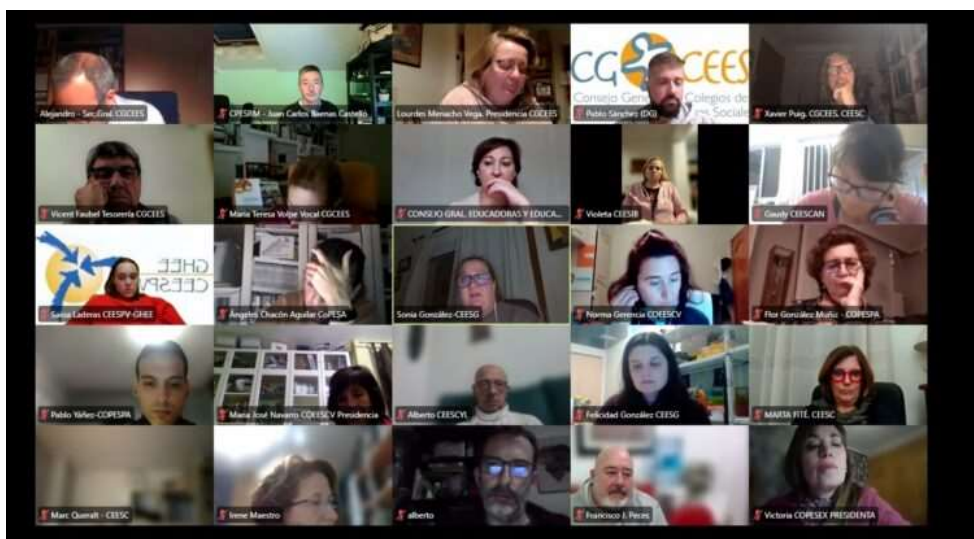 Alejandro - Sec.Gral. CGCEES
CPESRM - Juan Carlos Barnas Castelló
Lourdes Menacho Vega. Presidencia CGCEES
CG CEES
Consejo General Colegios de
Sociales
Pablo Sánchez (DG)
Xavier Puig. CGCEES, CEESC
Vicent Faubel Tesorería CGCEES
Maria Teresa Volpe Vocal CGCEES
CONSEJO GRAL. EDUCADORAS Y EDUCA...
Violeta CEESIB
Gaudy CEESCAN
GHEE
CEESPV
Laderas CEESPV-GHEE
Ángeles Chacón Aguilar CoPESA
Sonia González-CEESG
Norma Gerencia COEESCV
Flor González Muñiz - COPESPA
Pablo Yáñez-COPESPA
Maria José Navarro COEESCV Presidencia
Alberto CEESCYL
Felicidad González CEESG
MARTA FITÉ. CEESC
Marc Queralt - CEESC
Irene Maestro
alberto
Francisco J. Peces
Victoria COPESEX PRESIDENTA